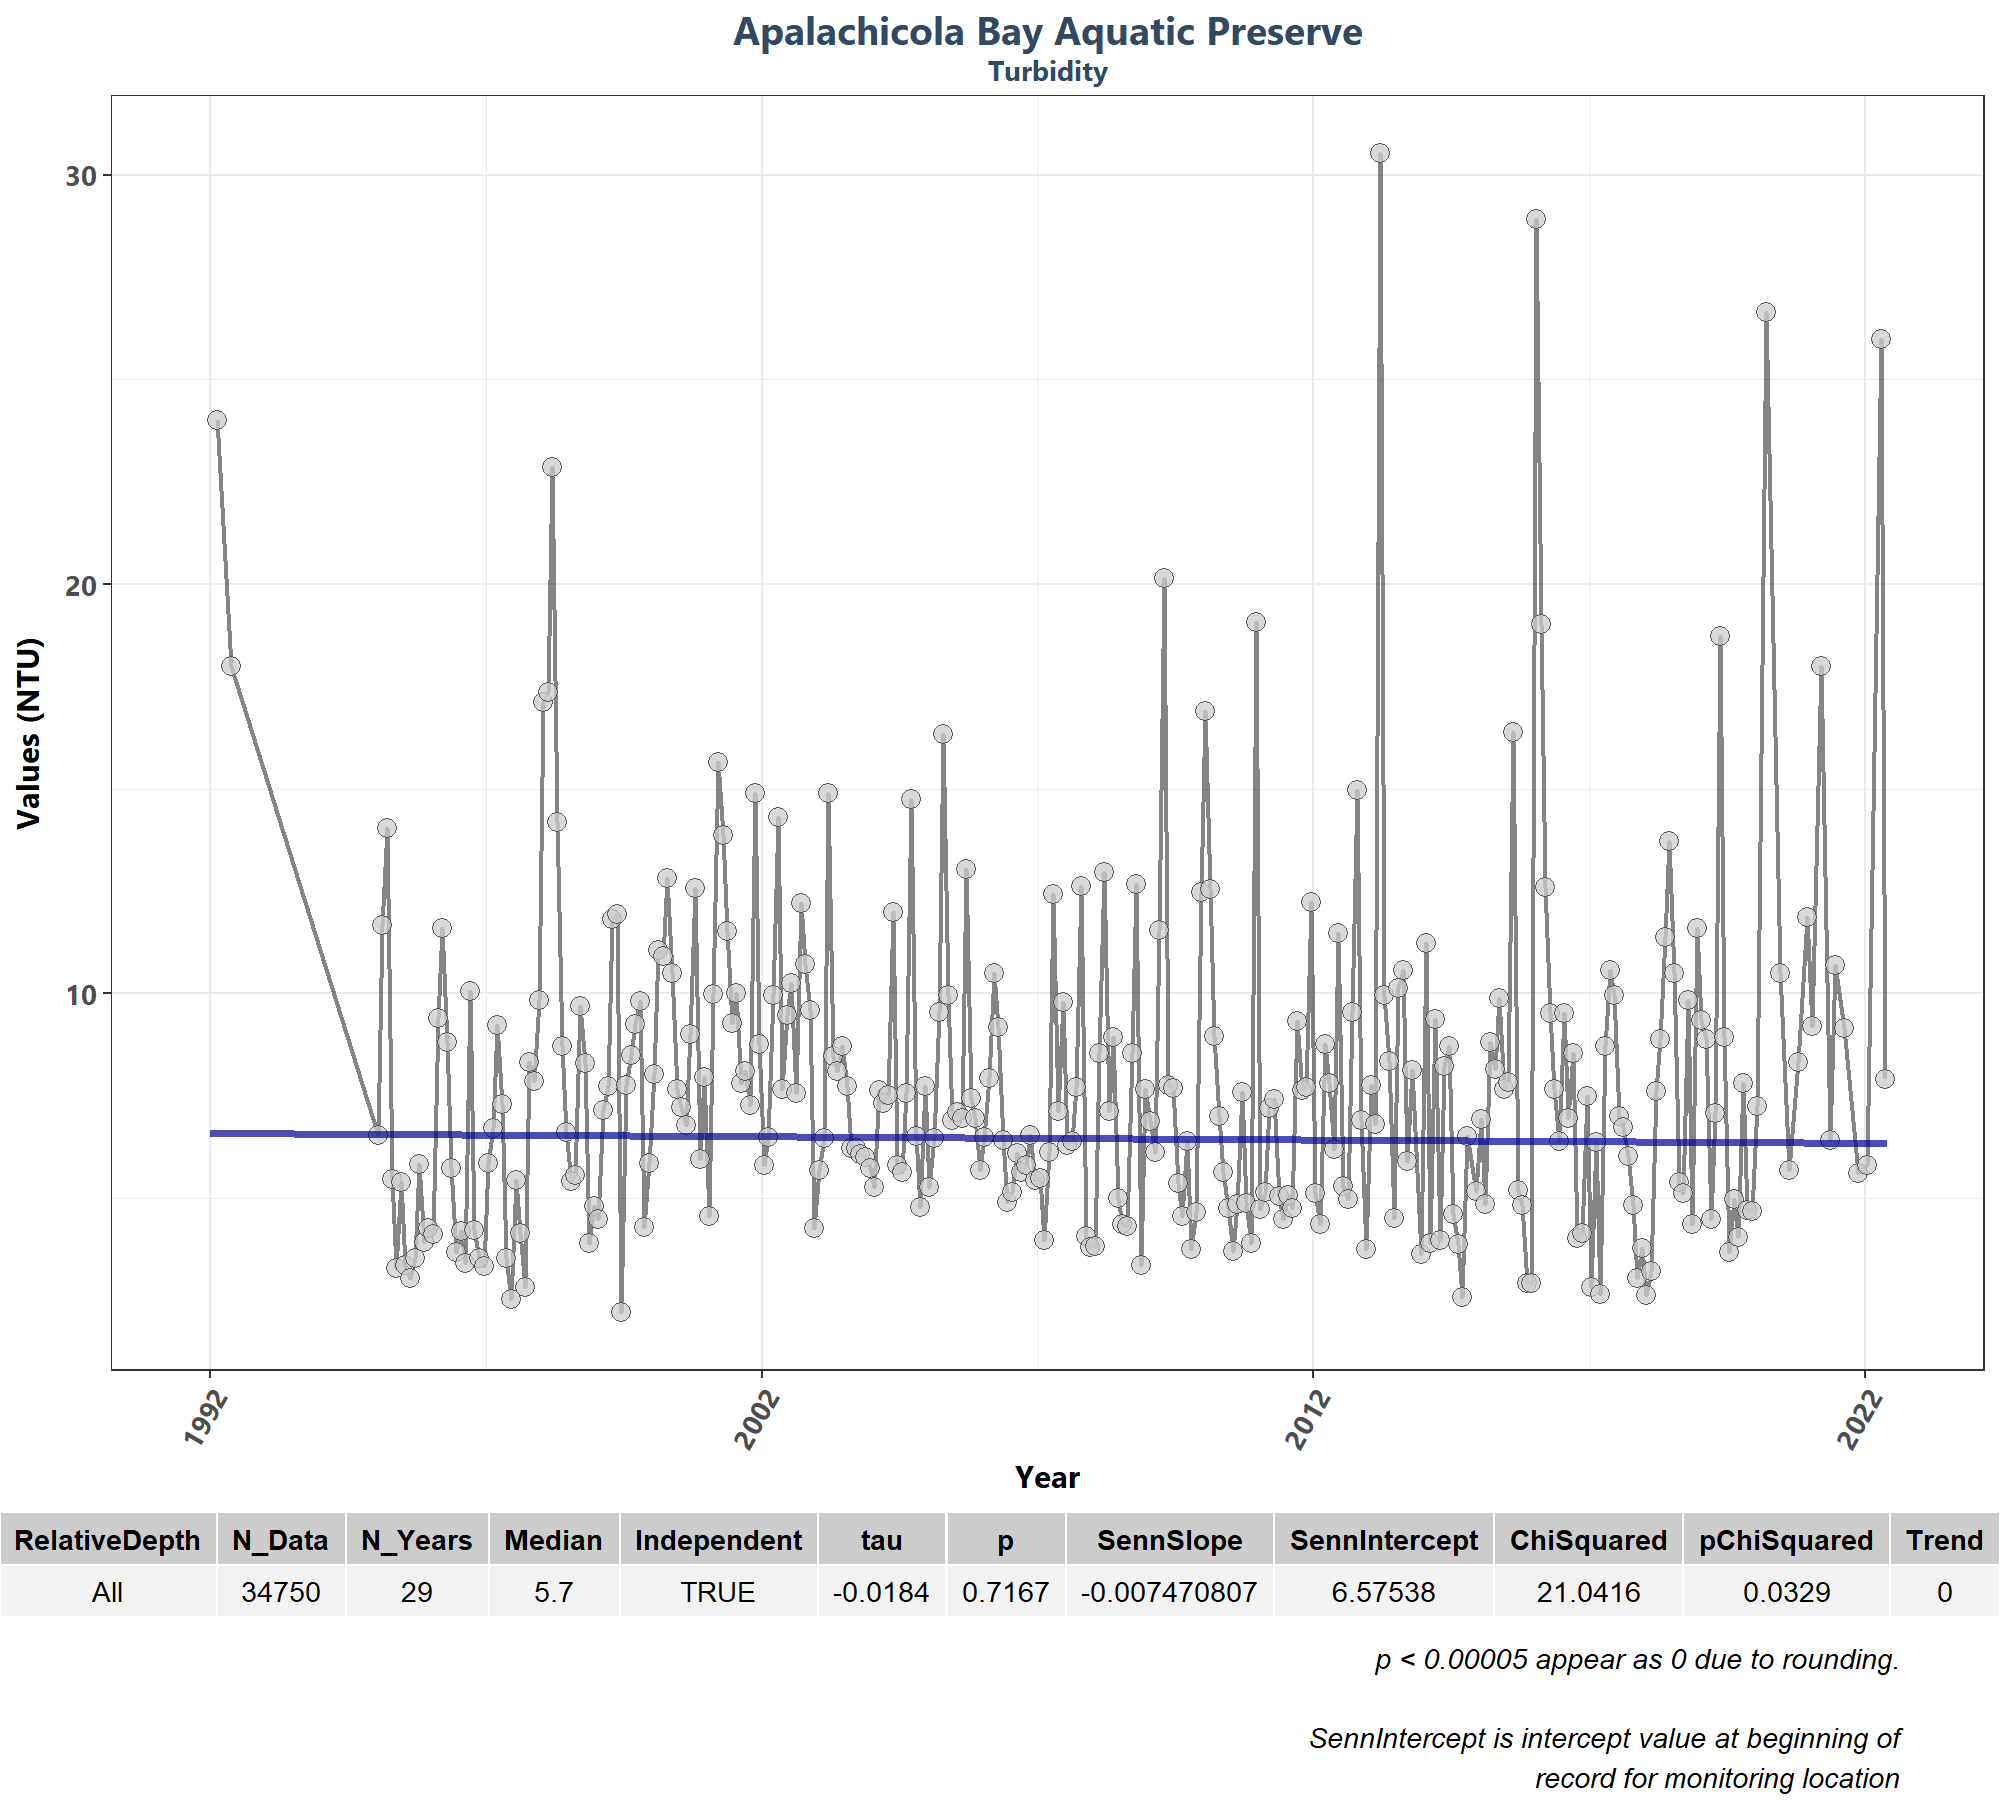 Apalachicola Bay Aquatic Preserve
Turbidity
30
20
10
Values (NTU)
1992 2002 2012 2022
Year
RelativeDepth N_Data N_Years Median Independent tau p SennSlope SennIntercept ChiSquared pChiSquared Trend
All 34750 29 5.7 TRUE -0.0184 0.7167 -0.007470807 6.57538 21.0416 0.0329 0
p < 0.00005 appear as 0 due to rounding.
SennIntercept is intercept value at beginning of
record for monitoring location